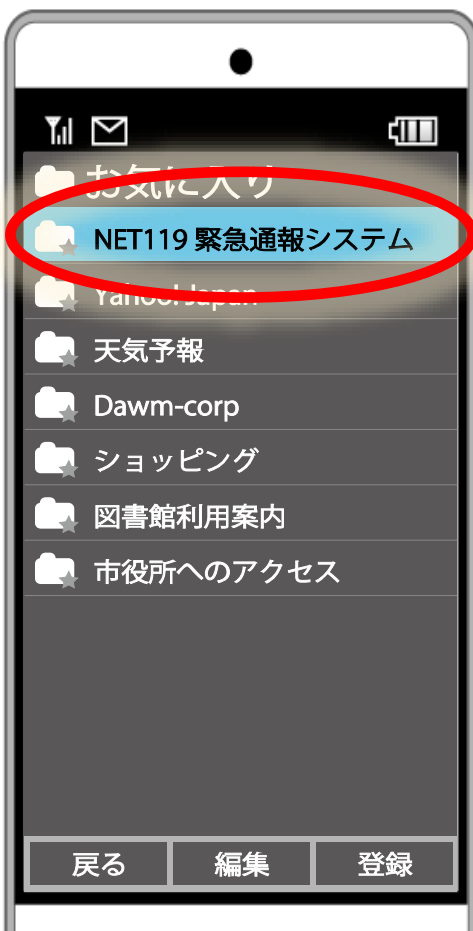 お気に入り
NET119 緊急通報システム
Yahoo! Japan
天気予報
Dawm-corp
ショッピング
図書館利用案内
市役所へのアクセス
戻る 編集 登録